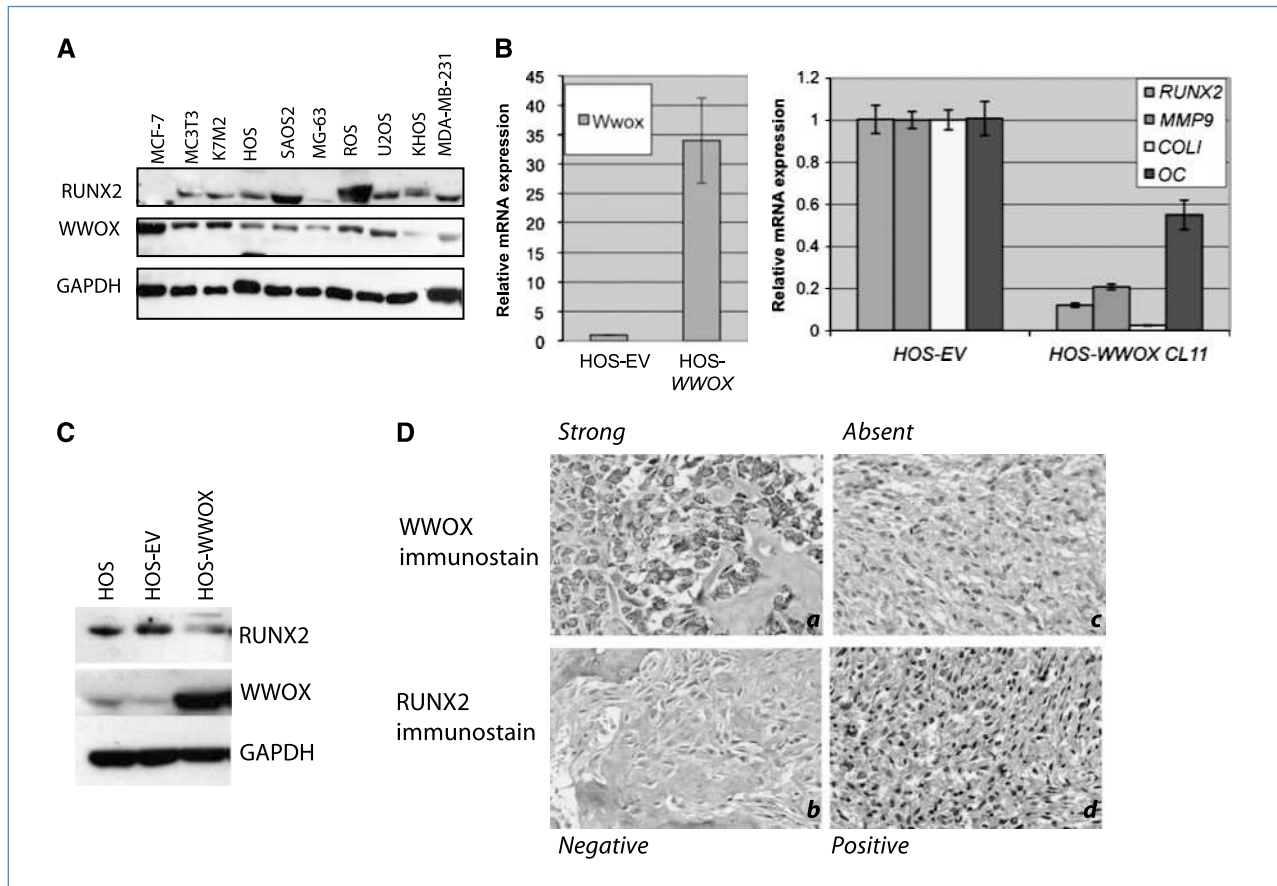 A
MCF-7
MC3T3
K7M2
HOS
SAOS2
MG-63
ROS
U2OS
KHOS
MDA-MB-231
RUNX2
WWOX
GAPDH
B
Relative mRNA expression
45
40
35
30
25
20
15
10
5
0
Wwox
HOS-EV
HOS-
WWOX
Relative mRNA expression
1.2
1
0.8
0.6
0.4
0.2
0
RUNX2
MMP9
COLI
OC
HOS-EV
HOS-WWOX CL11
C
HOS
HOS-EV
HOS-WWOX
RUNX2
WWOX
GAPDH
D
Strong
Absent
WWOX
immunostain
a
c
RUNX2
immunostain
b
d
Negative
Positive